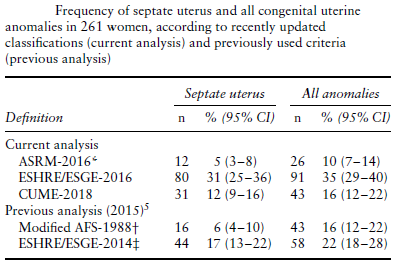 Frequency of septate uterus and all congenital uterine
anomalies in 261 women, according to recently updated
classifications (current analysis) and previously used criteria
(previous analysis)
Septate uterus All anomalies
Definition n % (95% CI) n % (95% CI)
Current analysis
ASRM-2016* 12 5 (3–8) 26 10 (7–14)
ESHRE/ESGE-2016 80 31 (25–36) 91 35 (29–40)
CUME-2018 31 12 (9–16) 43 16 (12–22)
Previous analysis (2015)5
Modified AFS-1988† 16 6 (4–10) 43 16 (12–22)
ESHRE/ESGE-2014‡ 44 17 (13–22) 58 22 (18–28)